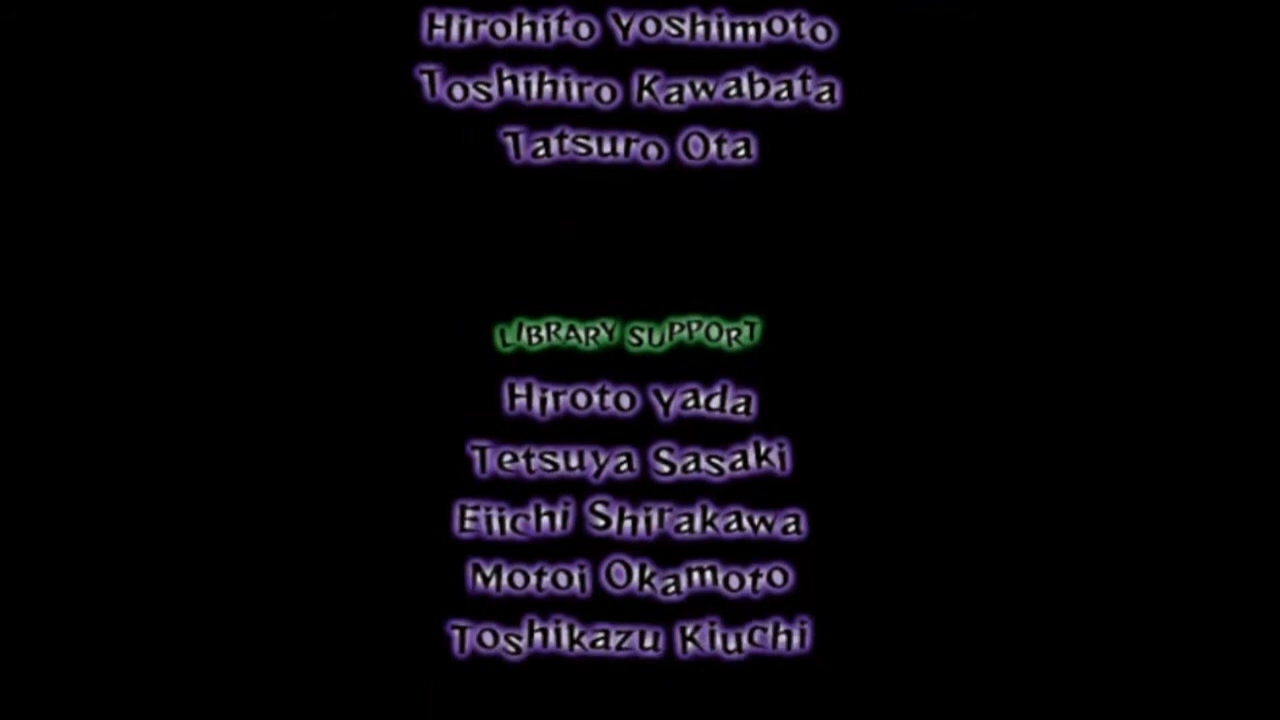 Hirohito Yoshimoto
Toshihiro Kawabata
Tatsuro Ota
LIBRARY SUPPORT
Hiroto Yada
Tetsuya Sasaki
Eiichi Shirakawa
Motoi Okamoto
Toshikazu Kiuchi